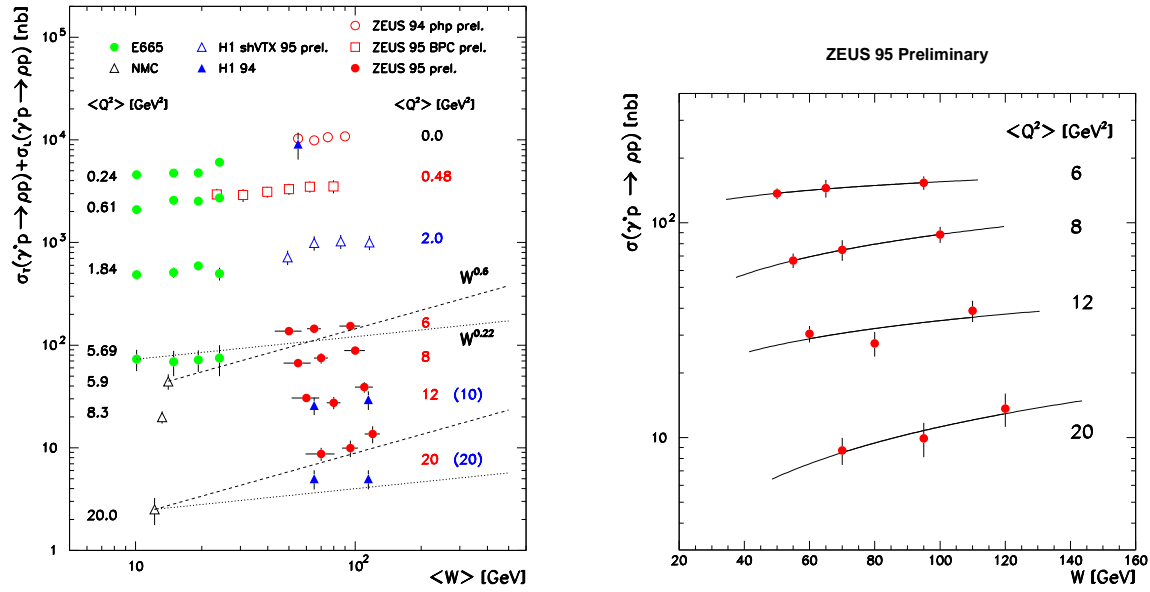 σ_T(γ*p → ρp)+σ_L(γ*p → ρp) [nb]
10^5
10^4
10^3
10^2
10
1
E665
NMC
H1 shVTX 95 prel.
H1 94
ZEUS 94 php prel.
ZEUS 95 BPC prel.
ZEUS 95 prel.
<Q²> [GeV²]
<Q²> [GeV²]
0.0
0.24
0.48
0.61
2.0
1.84
W^0.6
6
W^0.22
5.69
8
5.9
12 (10)
8.3
20 (20)
20.0
10
10^2
<W> [GeV]
ZEUS 95 Preliminary
σ(γ*p → ρp) [nb]
10^2
10
<Q²> [GeV²]
6
8
12
20
20 40 60 80 100 120 140 160
W [GeV]